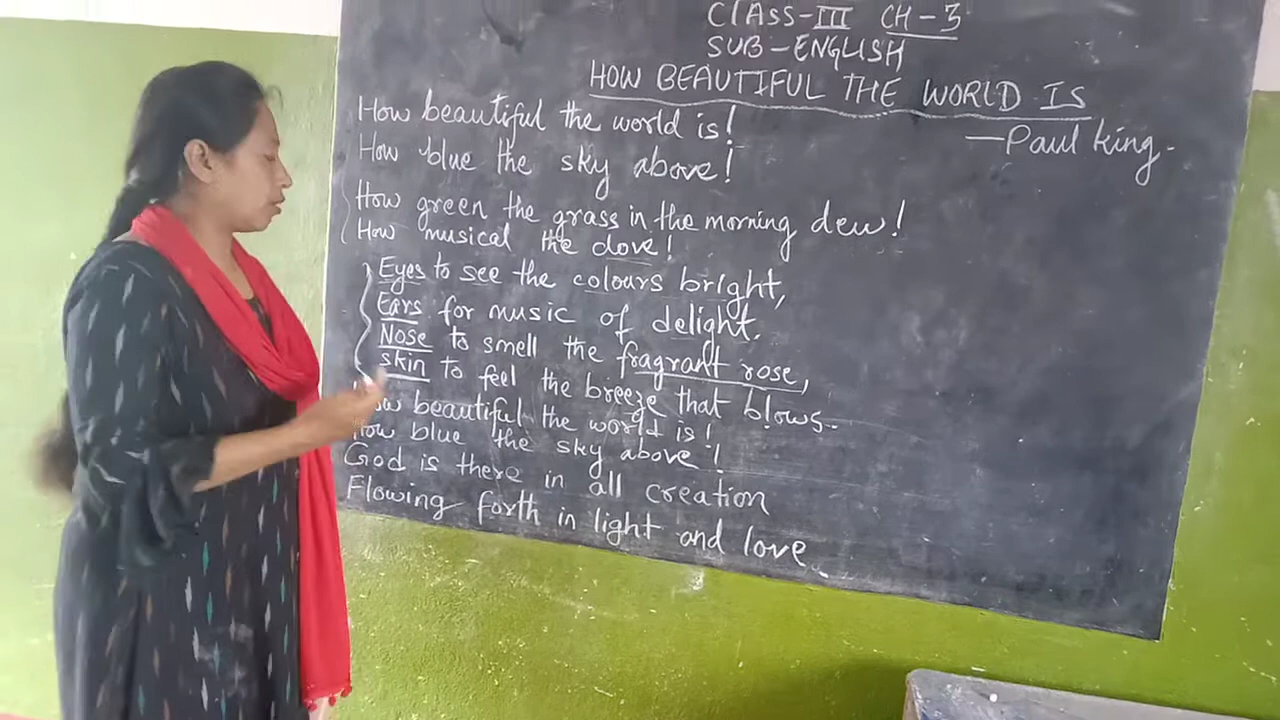 CLASS-III CH-3
SUB-ENGLISH
HOW BEAUTIFUL THE WORLD IS
—Paul King.
How beautiful the world is!
How blue the sky above!
How green the grass in the morning dew!
How musical the dove!
Eyes to see the colours bright,
Ears for music of delight.
Nose to smell the fragrant rose,
skin to feel the breeze that blows.
How beautiful the world is!
How blue the sky above!
God is there in all creation
Flowing forth in light and love.